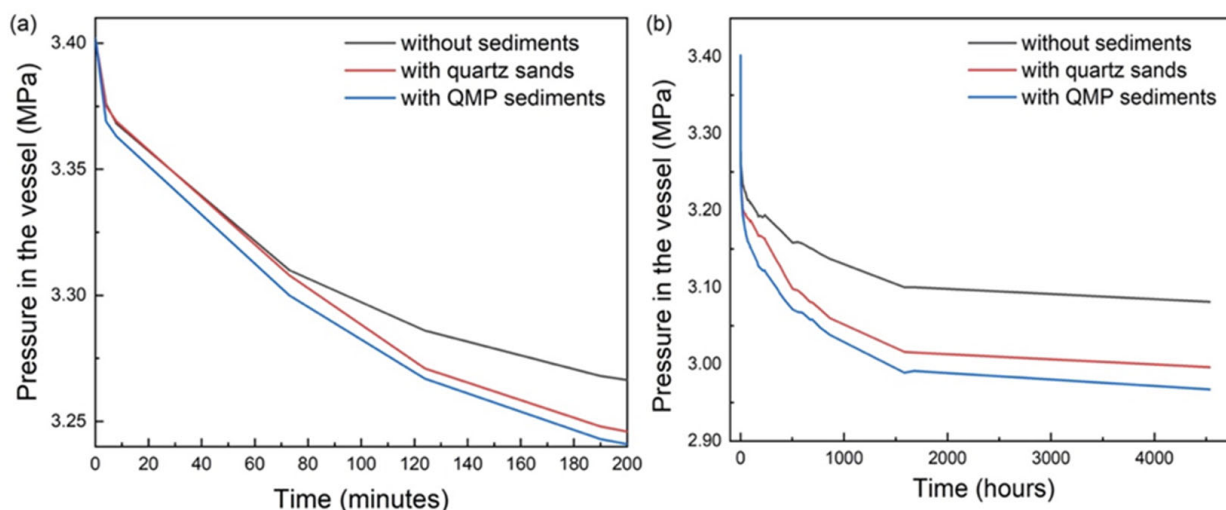 (a)
Pressure in the vessel (MPa)
3.40
3.35
3.30
3.25
without sediments
with quartz sands
with QMP sediments
0 20 40 60 80 100 120 140 160 180 200
Time (minutes)
(b)
Pressure in the vessel (MPa)
3.40
3.30
3.20
3.10
3.00
2.90
without sediments
with quartz sands
with QMP sediments
0 1000 2000 3000 4000
Time (hours)